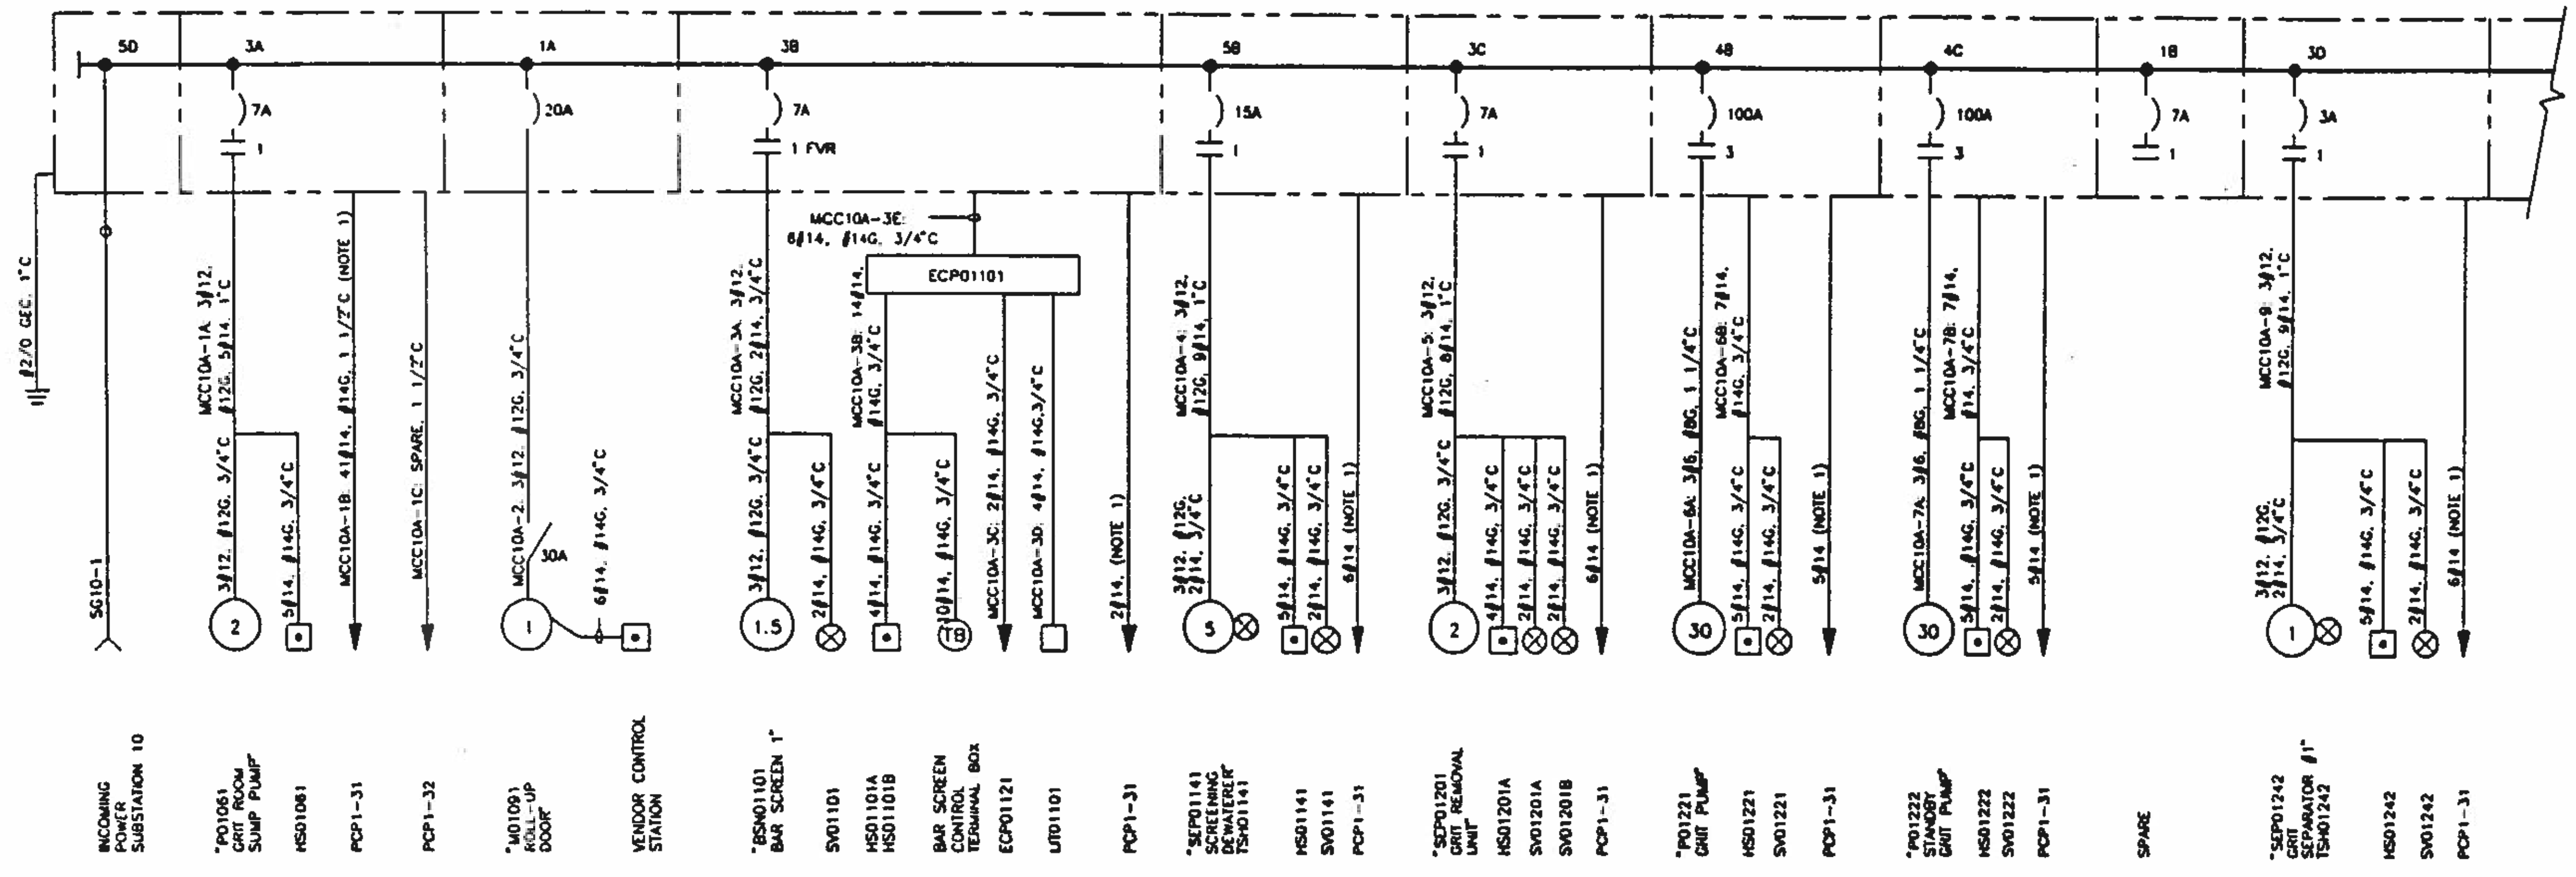 5D
3A
1A
3B
5B
3C
4B
4C
1B
3D
7A
20A
7A
15A
7A
100A
100A
7A
3A
1
1 FVR
1
1
3
3
1
1
#2/0 GEC, 1"C
SG10-1
MCC10A-1A: 3#12,
#12G, 5#14, 1"C
3#12, #12G, 3/4"C
5#14, #14G, 3/4"C
MCC10A-1B: 41#14, #14G, 1 1/2"C (NOTE 1)
MCC10A-1C: SPARE, 1 1/2"C
MCC10A-2: 3#12, #12G, 3/4"C
30A
6#14, #14G, 3/4"C
MCC10A-3A: 3#12,
#12G, 2#14, 3/4"C
3#12, #12G, 3/4"C
2#14, #14G, 3/4"C
MCC10A-3E:
6#14, #14G, 3/4"C
ECP01101
MCC10A-3B: 14#14,
#14G, 3/4"C
4#14, #14G, 3/4"C
10#14, #14G, 3/4"C
MCC10A-3C: 2#14, #14G, 3/4"C
MCC10A-3D: 4#14, #14G,3/4"C
2#14, (NOTE 1)
MCC10A-4: 3#12,
#12G, 9#14, 1"C
3#12, #12G,
2#14, 3/4"C
5#14, #14G, 3/4"C
2#14, #14G, 3/4"C
6#14 (NOTE 1)
MCC10A-5: 3#12,
#12G, 8#14, 1"C
3#12, #12G, 3/4"C
4#14, #14G, 3/4"C
2#14, #14G, 3/4"C
2#14, #14G, 3/4"C
6#14 (NOTE 1)
MCC10A-6A: 3#6, #8G, 1 1/4"C
MCC10A-6B: 7#14,
#14G, 3/4"C
5#14, #14G, 3/4"C
2#14, #14G, 3/4"C
5#14 (NOTE 1)
MCC10A-7A: 3#6, #8G, 1 1/4"C
MCC10A-7B: 7#14,
#14, 3/4"C
5#14, #14G, 3/4"C
2#14, #14G, 3/4"C
5#14 (NOTE 1)
MCC10A-9: 3#12,
#12G, 9#14, 1"C
3#12, #12G,
2#14, 3/4"C
5#14, #14G, 3/4"C
2#14, #14G, 3/4"C
6#14 (NOTE 1)
2
1
1.5
TB
5
2
30
30
1
INCOMING
POWER
SUBSTATION 10
"P01061
GRIT ROOM
SUMP PUMP"
HS01061
PCP1-31
PCP1-32
"M01091
ROLL-UP
DOOR"
VENDOR CONTROL
STATION
"BSN01101
BAR SCREEN 1"
SV01101
HS01101A
HS01101B
BAR SCREEN
CONTROL
TERMINAL BOX
ECP01121
UT01101
PCP1-31
"SEP01141
SCREENING
DEWATERER"
TSH01141
HS01141
SV01141
PCP1-31
"SEP01201
GRIT REMOVAL
UNIT"
HS01201A
SV01201A
SV01201B
PCP1-31
"P01221
GRIT PUMP"
HS01221
SV01221
PCP1-31
"P01222
STANDBY
GRIT PUMP"
HS01222
SV01222
PCP1-31
SPARE
"SEP01242
GRIT
SEPARATOR #1"
TSH01242
HS01242
SV01242
PCP1-31